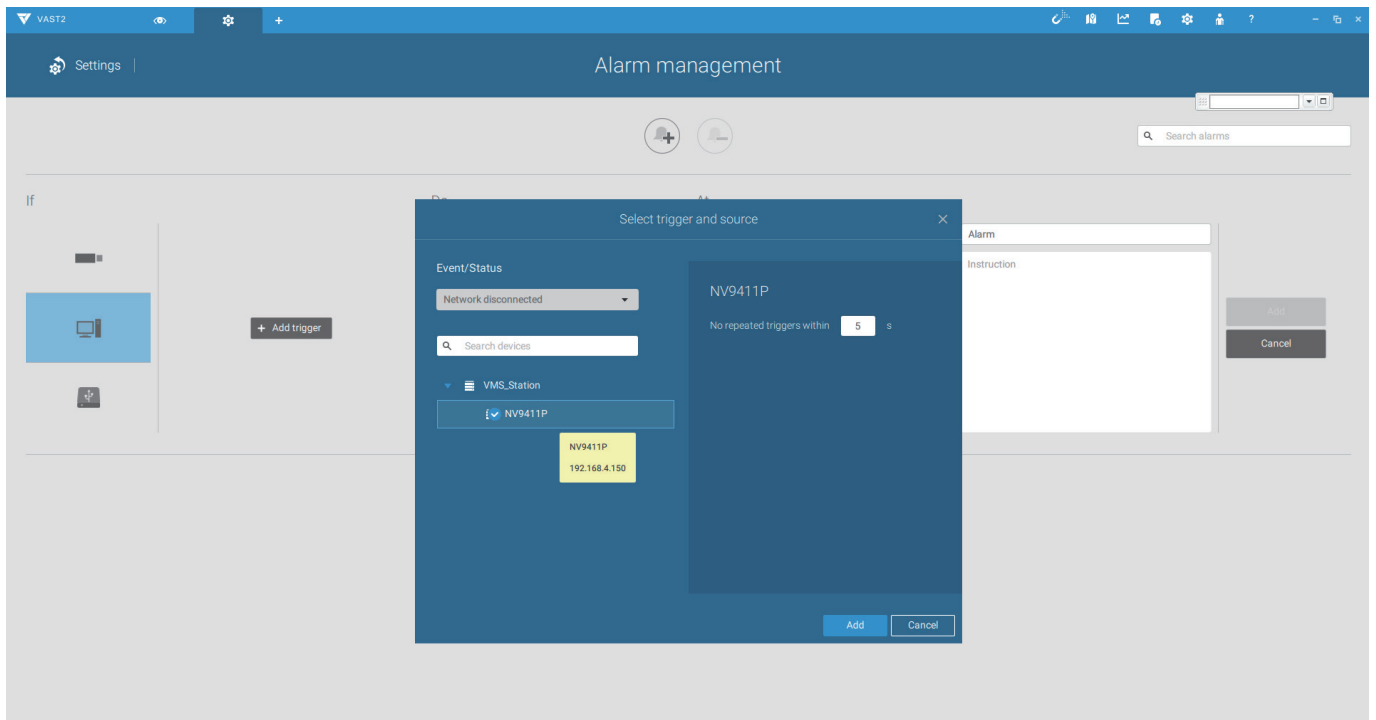 VAST2
+
?
Settings
Alarm management
Search alarms
If
Select trigger and source
Alarm
Event/Status
Instruction
Network disconnected
NV9411P
No repeated triggers within 5 s
+ Add trigger
Add
Search devices
Cancel
VMS_Station
NV9411P
NV9411P
192.168.4.150
Add
Cancel